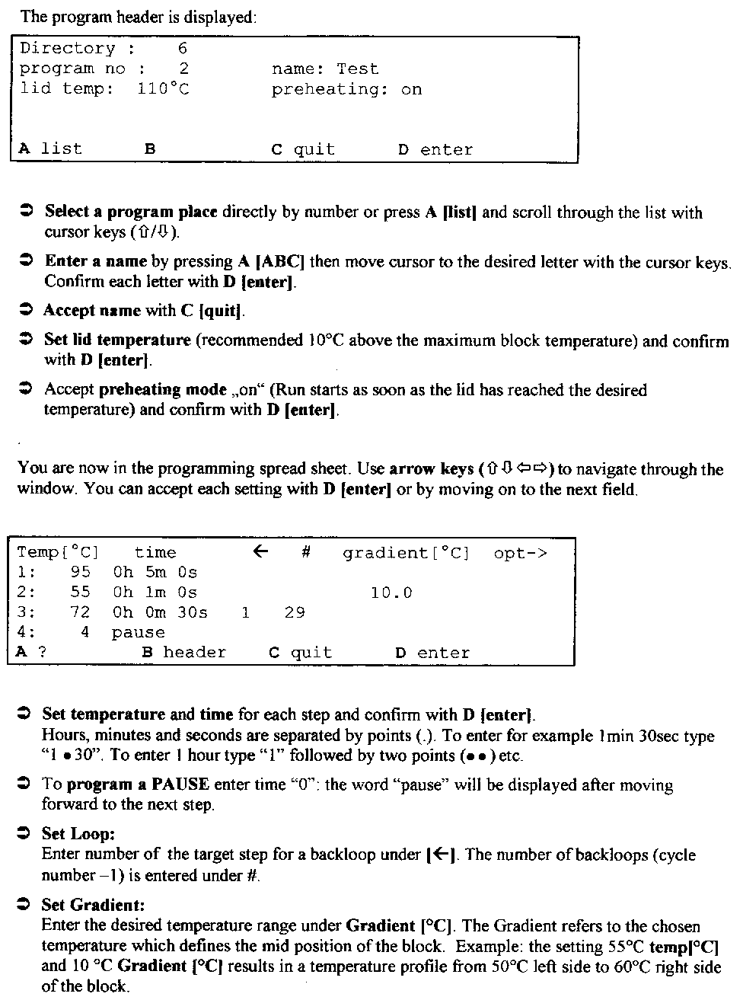 The program header is displayed:
Directory : 6
program no : 2 name: Test
lid temp: 110°C preheating: on
A list B C quit D enter
➲ Select a program place directly by number or press A [list] and scroll through the list with
cursor keys (⇧/⇩).
➲ Enter a name by pressing A [ABC] then move cursor to the desired letter with the cursor keys.
Confirm each letter with D [enter].
➲ Accept name with C [quit].
➲ Set lid temperature (recommended 10°C above the maximum block temperature) and confirm
with D [enter].
➲ Accept preheating mode „on“ (Run starts as soon as the lid has reached the desired
temperature) and confirm with D [enter].
You are now in the programming spread sheet. Use arrow keys (⇧⇩⇦⇨) to navigate through the
window. You can accept each setting with D [enter] or by moving on to the next field.
Temp[°C] time ← # gradient[°C] opt->
1: 95 0h 5m 0s
2: 55 0h 1m 0s 10.0
3: 72 0h 0m 30s 1 29
4: 4 pause
A ? B header C quit D enter
➲ Set temperature and time for each step and confirm with D [enter].
Hours, minutes and seconds are separated by points (.). To enter for example 1min 30sec type
“1 ●30”. To enter 1 hour type “1” followed by two points (●●) etc.
➲ To program a PAUSE enter time “0”: the word “pause” will be displayed after moving
forward to the next step.
➲ Set Loop:
Enter number of the target step for a backloop under [←]. The number of backloops (cycle
number –1) is entered under #.
➲ Set Gradient:
Enter the desired temperature range under Gradient [°C]. The Gradient refers to the chosen
temperature which defines the mid position of the block. Example: the setting 55°C temp[°C]
and 10 °C Gradient [°C] results in a temperature profile from 50°C left side to 60°C right side
of the block.